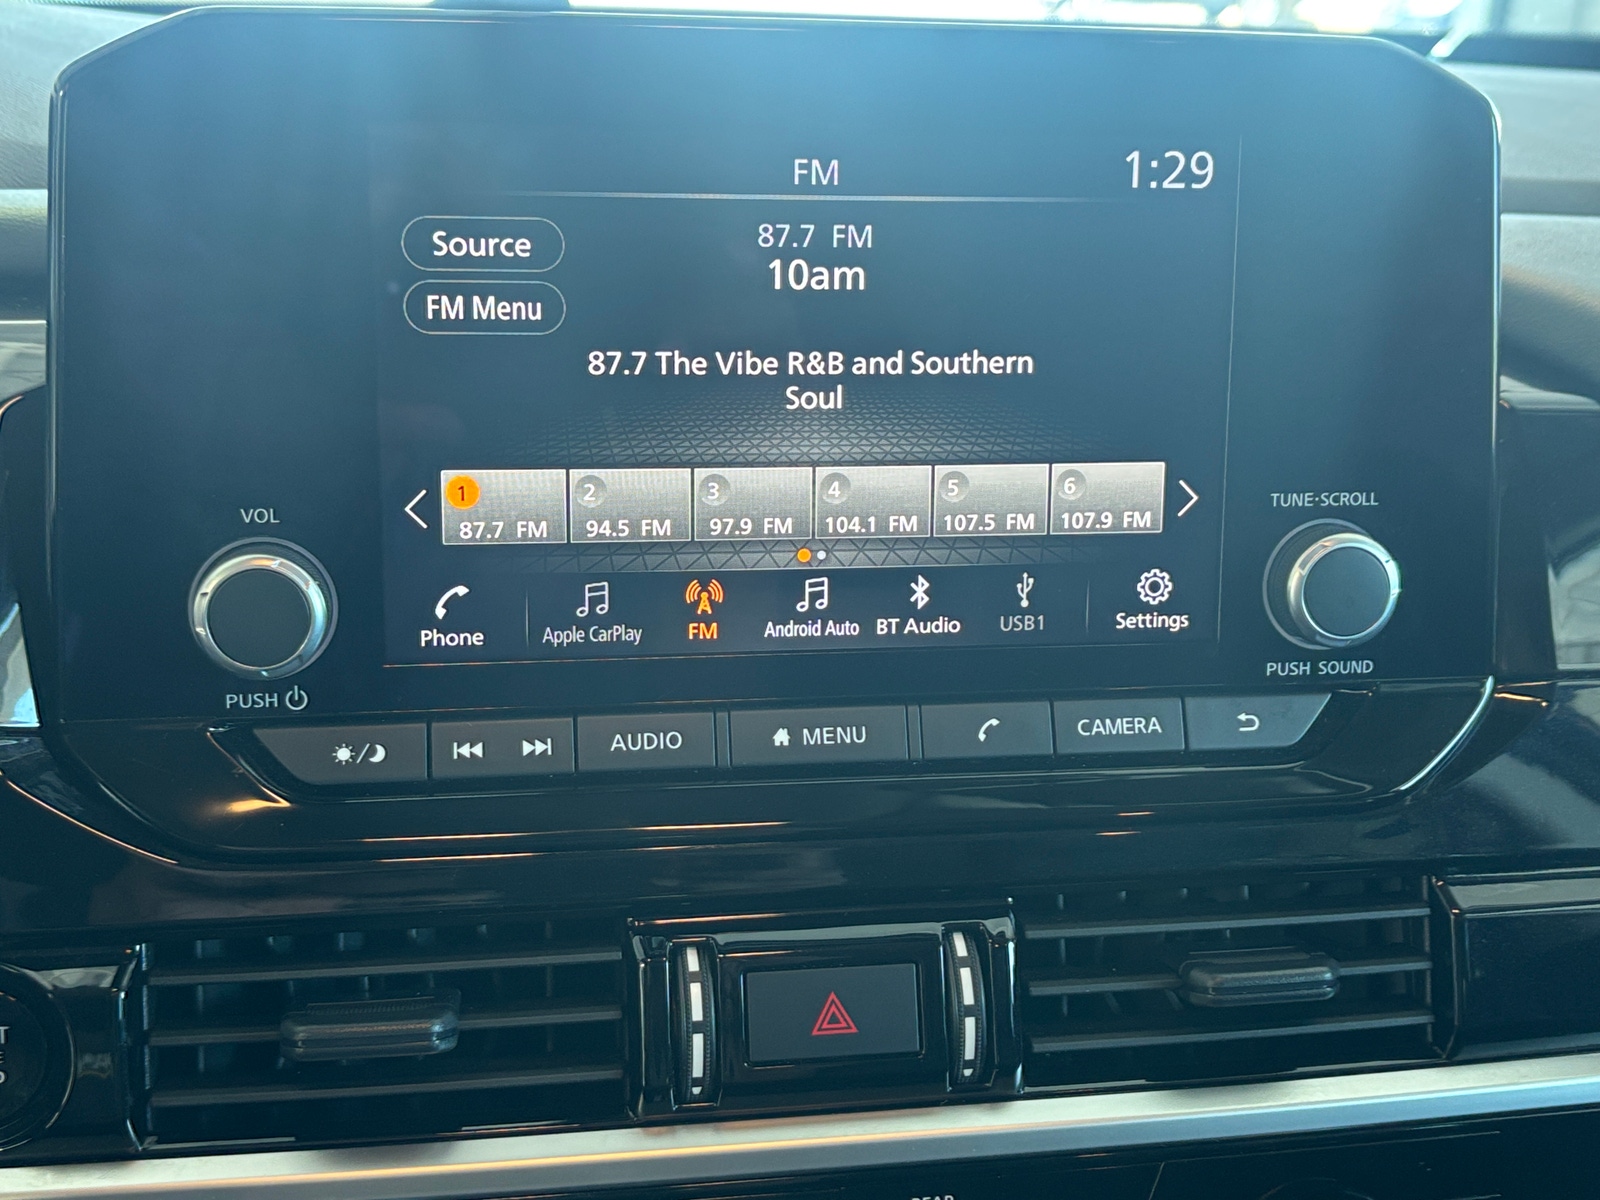 FM
1:29
Source
87.7 FM
10am
FM Menu
87.7 The Vibe R&B and Southern
Soul
1
87.7 FM
2
94.5 FM
3
97.9 FM
4
104.1 FM
5
107.5 FM
6
107.9 FM
VOL
TUNE·SCROLL
Phone
Apple CarPlay
FM
Android Auto
BT Audio
USB1
Settings
PUSH
PUSH SOUND
AUDIO
MENU
CAMERA